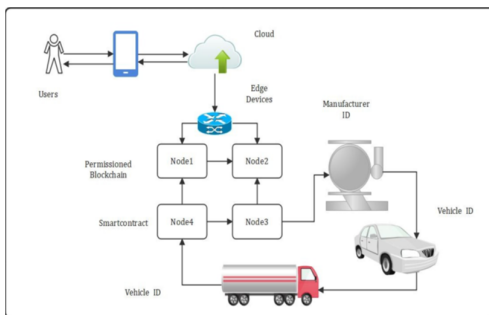 Cloud
Users
Edge
Devices
Manufacturer
ID
Permissioned
Blockchain
Node1
Node2
Smartcontract
Node4
Node3
Vehicle ID
Vehicle ID